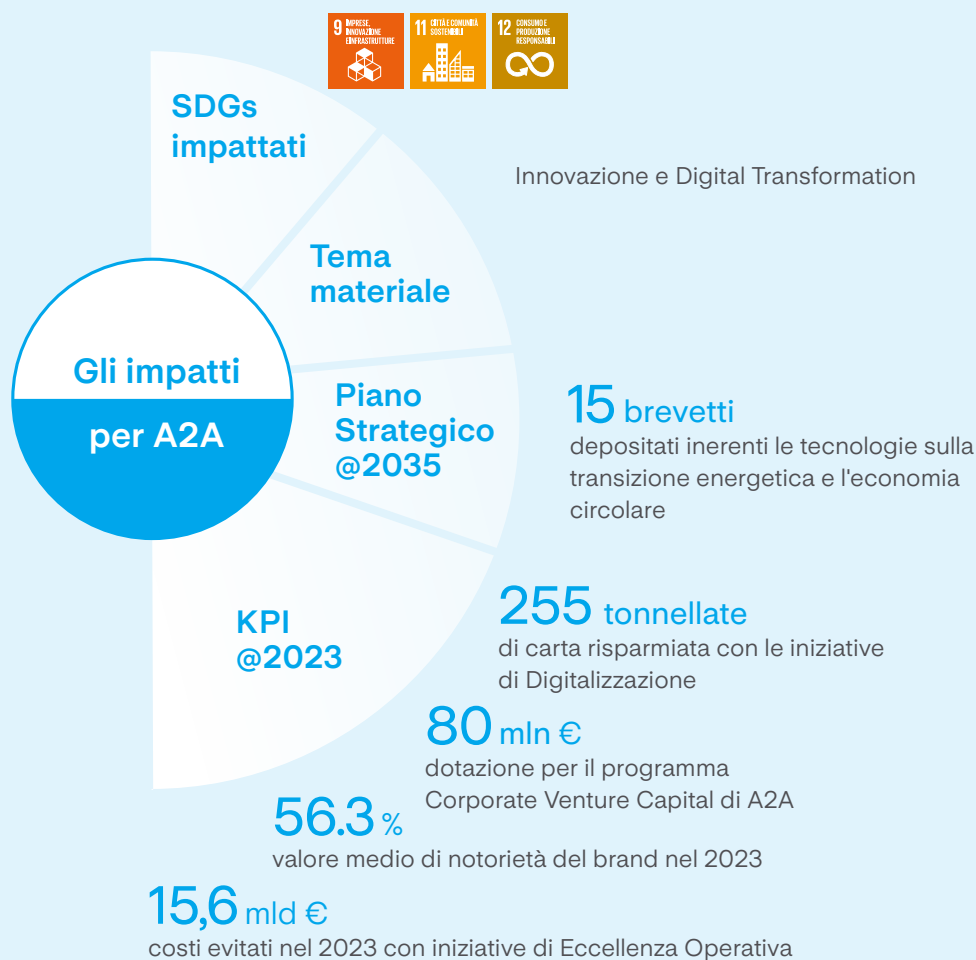 9 IMPRESE,
INNOVAZIONE
E INFRASTRUTTURE
11 CITTÀ E COMUNITÀ
SOSTENIBILI
12 CONSUMO E
PRODUZIONE
RESPONSABILI
SDGs
impattati
Innovazione e Digital Transformation
Tema
materiale
Gli impatti
per A2A
Piano
Strategico
@2035
15 brevetti
depositati inerenti le tecnologie sulla
transizione energetica e l'economia
circolare
KPI
@2023
255 tonnellate
di carta risparmiata con le iniziative
di Digitalizzazione
80 mln €
dotazione per il programma
Corporate Venture Capital di A2A
56.3 %
valore medio di notorietà del brand nel 2023
15,6 mld €
costi evitati nel 2023 con iniziative di Eccellenza Operativa